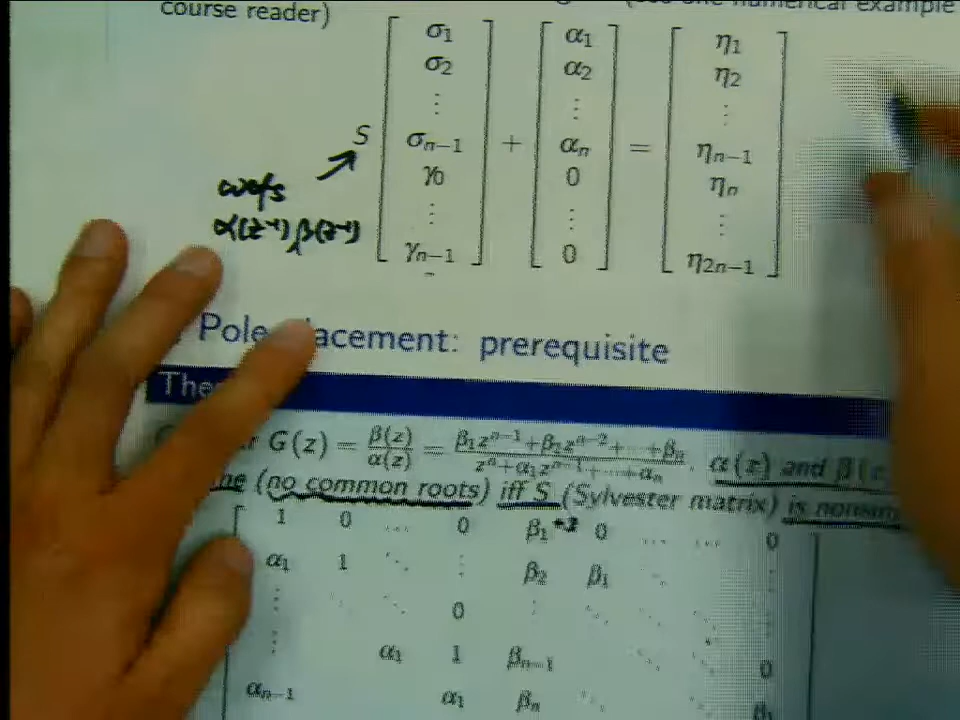 course reader)
numerical example
S [ σ1 σ2 ⋮ σn−1 γ0 ⋮ γn−1 ] + [ α1 α2 ⋮ αn 0 ⋮ 0 ] = [ η1 η2 ⋮ ηn−1 ηn ⋮ η2n−1 ]
coefs
α(z⁻¹) β(z⁻¹)
Pole placement: prerequisite
G(z) = β(z)/α(z) = (β1z^{n−1}+β2z^{n−2}+⋯+βn)/(z^n+α1z^{n−1}+⋯+αn). α(z) and β(z
(no common roots) iff S (Sylvester matrix) is
1 0 ... 0 β1 0 ... ... 0
α1 1 ⋱ ⋮ β2 β1 ⋱ ⋮
⋮ ⋱ ⋱ 0 ⋮ ⋱ ⋱ ⋮
⋮ α1 1 βn−1 ⋱ 0
αn−1 α1 βn ⋱ β1